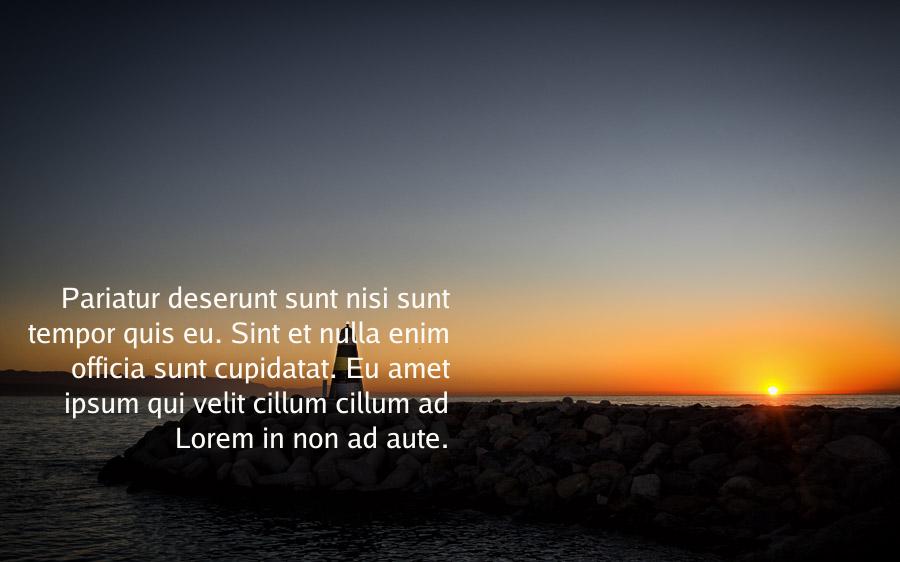 Pariatur deserunt sunt nisi sunt
tempor quis eu. Sint et nulla enim
officia sunt cupidatat. Eu amet
ipsum qui velit cillum cillum ad
Lorem in non ad aute.